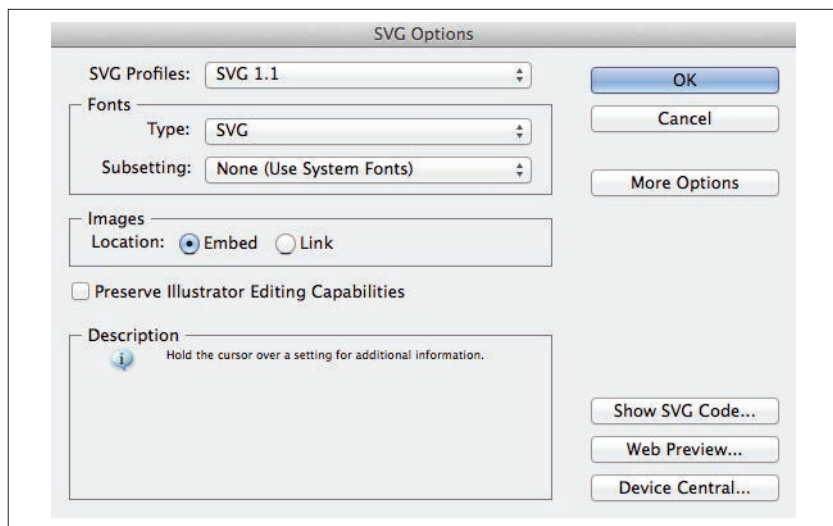 SVG Options
SVG Profiles: SVG 1.1
OK
Fonts
Cancel
Type: SVG
Subsetting: None (Use System Fonts)
More Options
Images
Location: Embed Link
Preserve Illustrator Editing Capabilities
Description
i Hold the cursor over a setting for additional information.
Show SVG Code...
Web Preview...
Device Central...